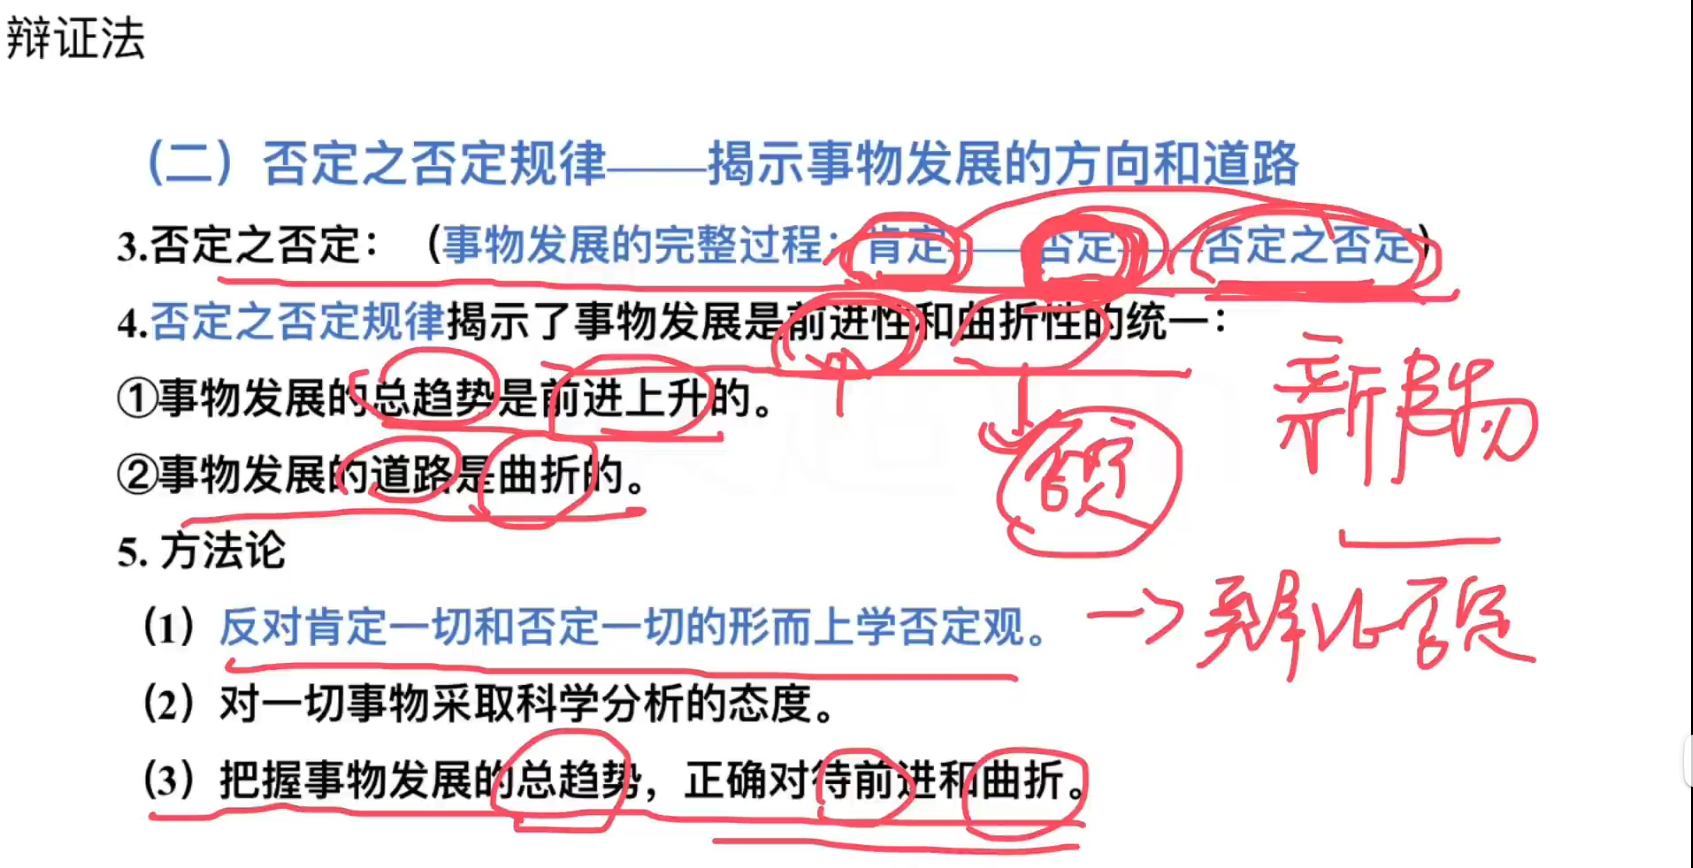 辩证法
（二）否定之否定规律——揭示事物发展的方向和道路
3.否定之否定：（事物发展的完整过程：肯定——否定——否定之否定）
4.否定之否定规律揭示了事物发展是前进性和曲折性的统一：
①事物发展的总趋势是前进上升的。
②事物发展的道路是曲折的。
否定
新事物
5. 方法论
（1）反对肯定一切和否定一切的形而上学否定观。 → 辩证否定
（2）对一切事物采取科学分析的态度。
（3）把握事物发展的总趋势，正确对待前进和曲折。